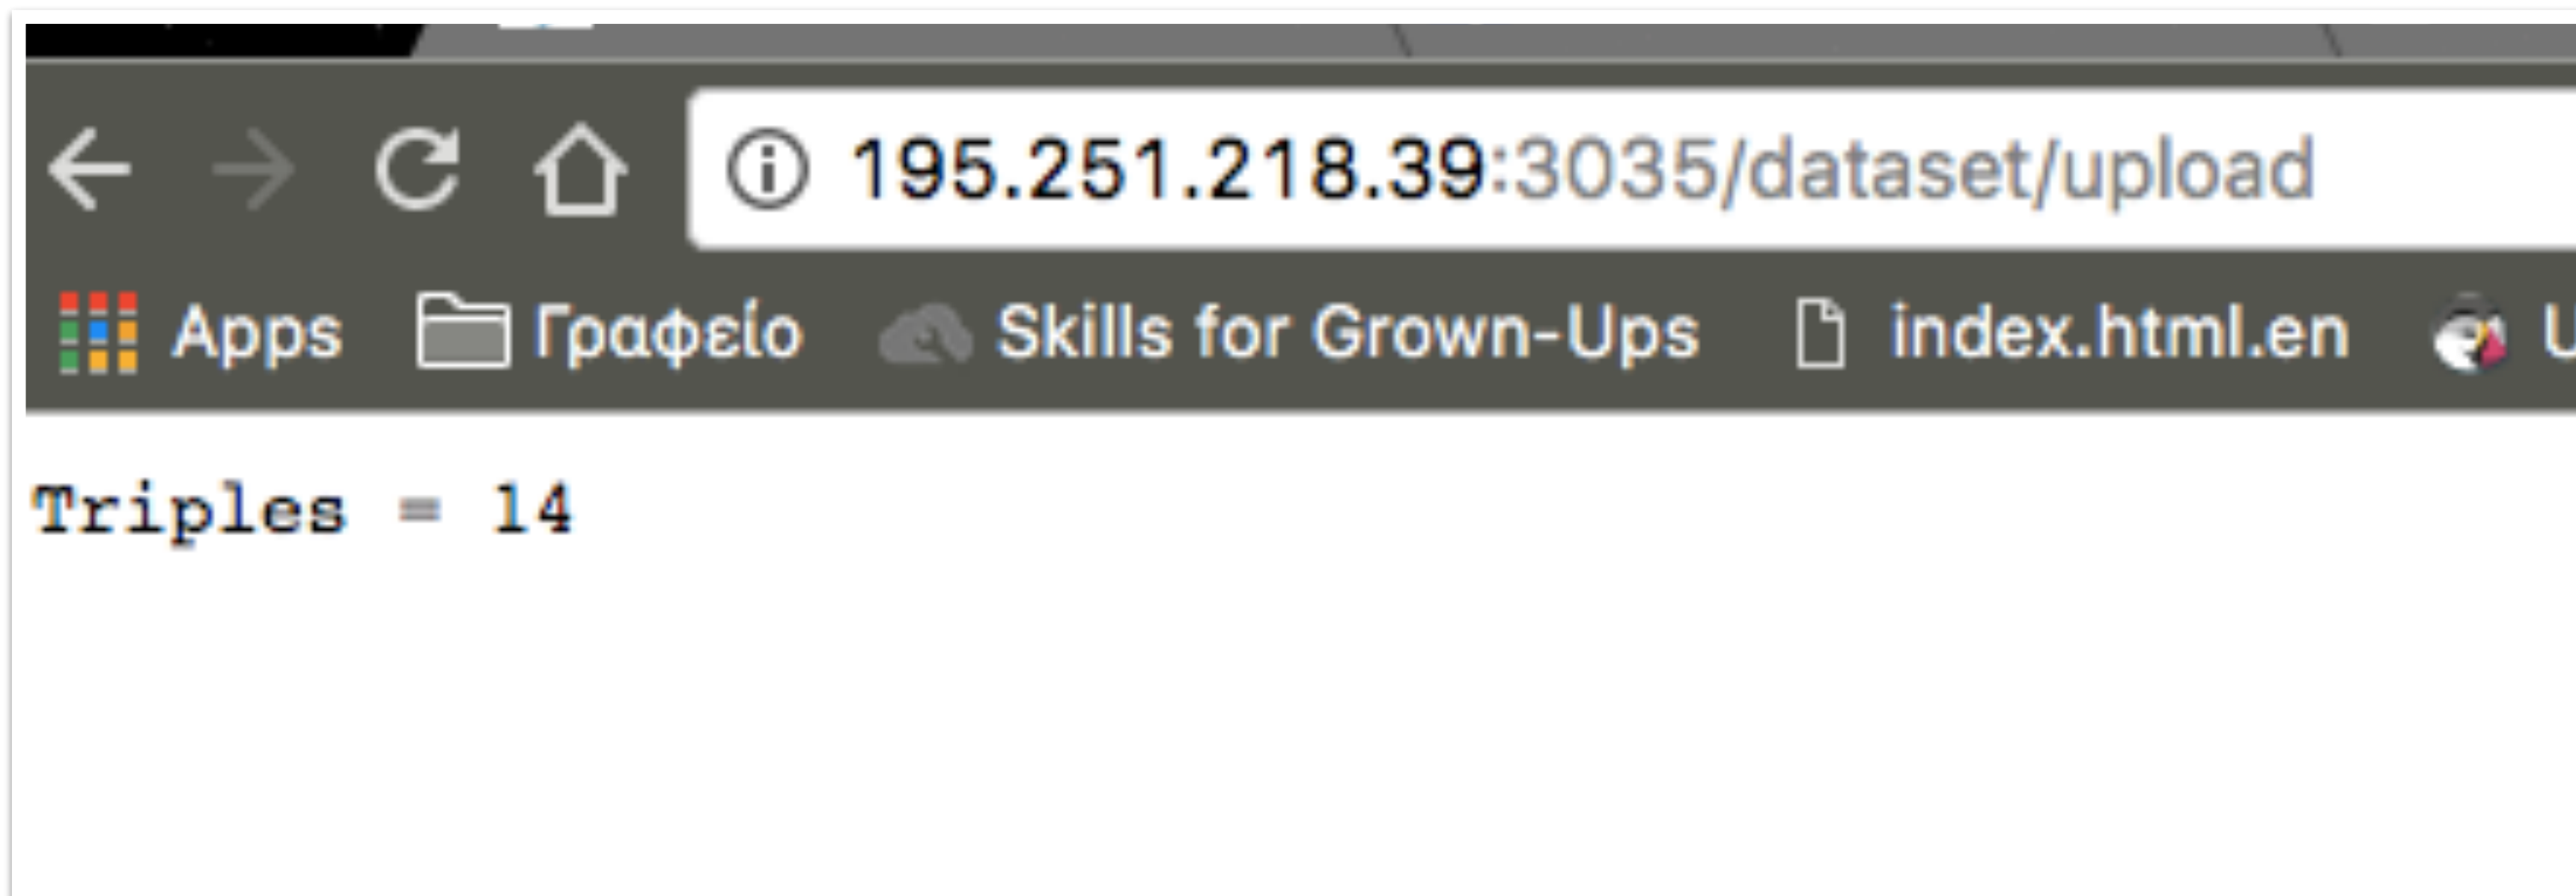 195.251.218.39:3035/dataset/upload
Apps Γραφείο Skills for Grown-Ups index.html.en U
Triples = 14